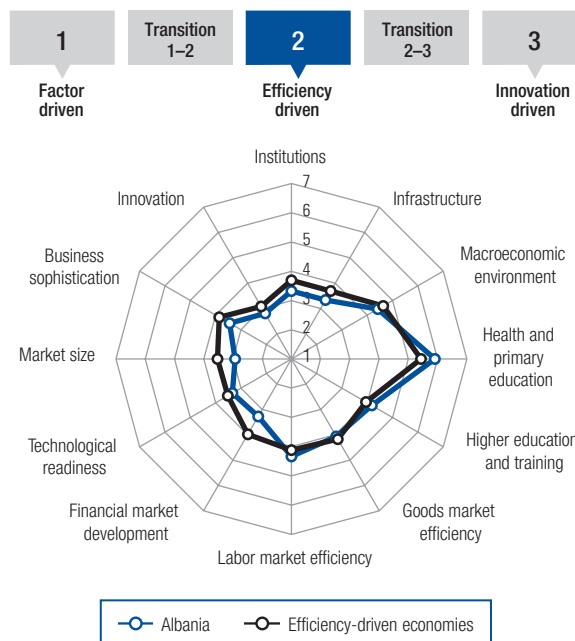 1
Transition
1–2
2
Transition
2–3
3
Factor
driven
Efficiency
driven
Innovation
driven
Institutions
Infrastructure
Macroeconomic
environment
Health and
primary
education
Higher education
and training
Goods market
efficiency
Labor market efficiency
Financial market
development
Technological
readiness
Market size
Business
sophistication
Innovation
7
6
5
4
3
2
1
Albania
Efficiency-driven economies